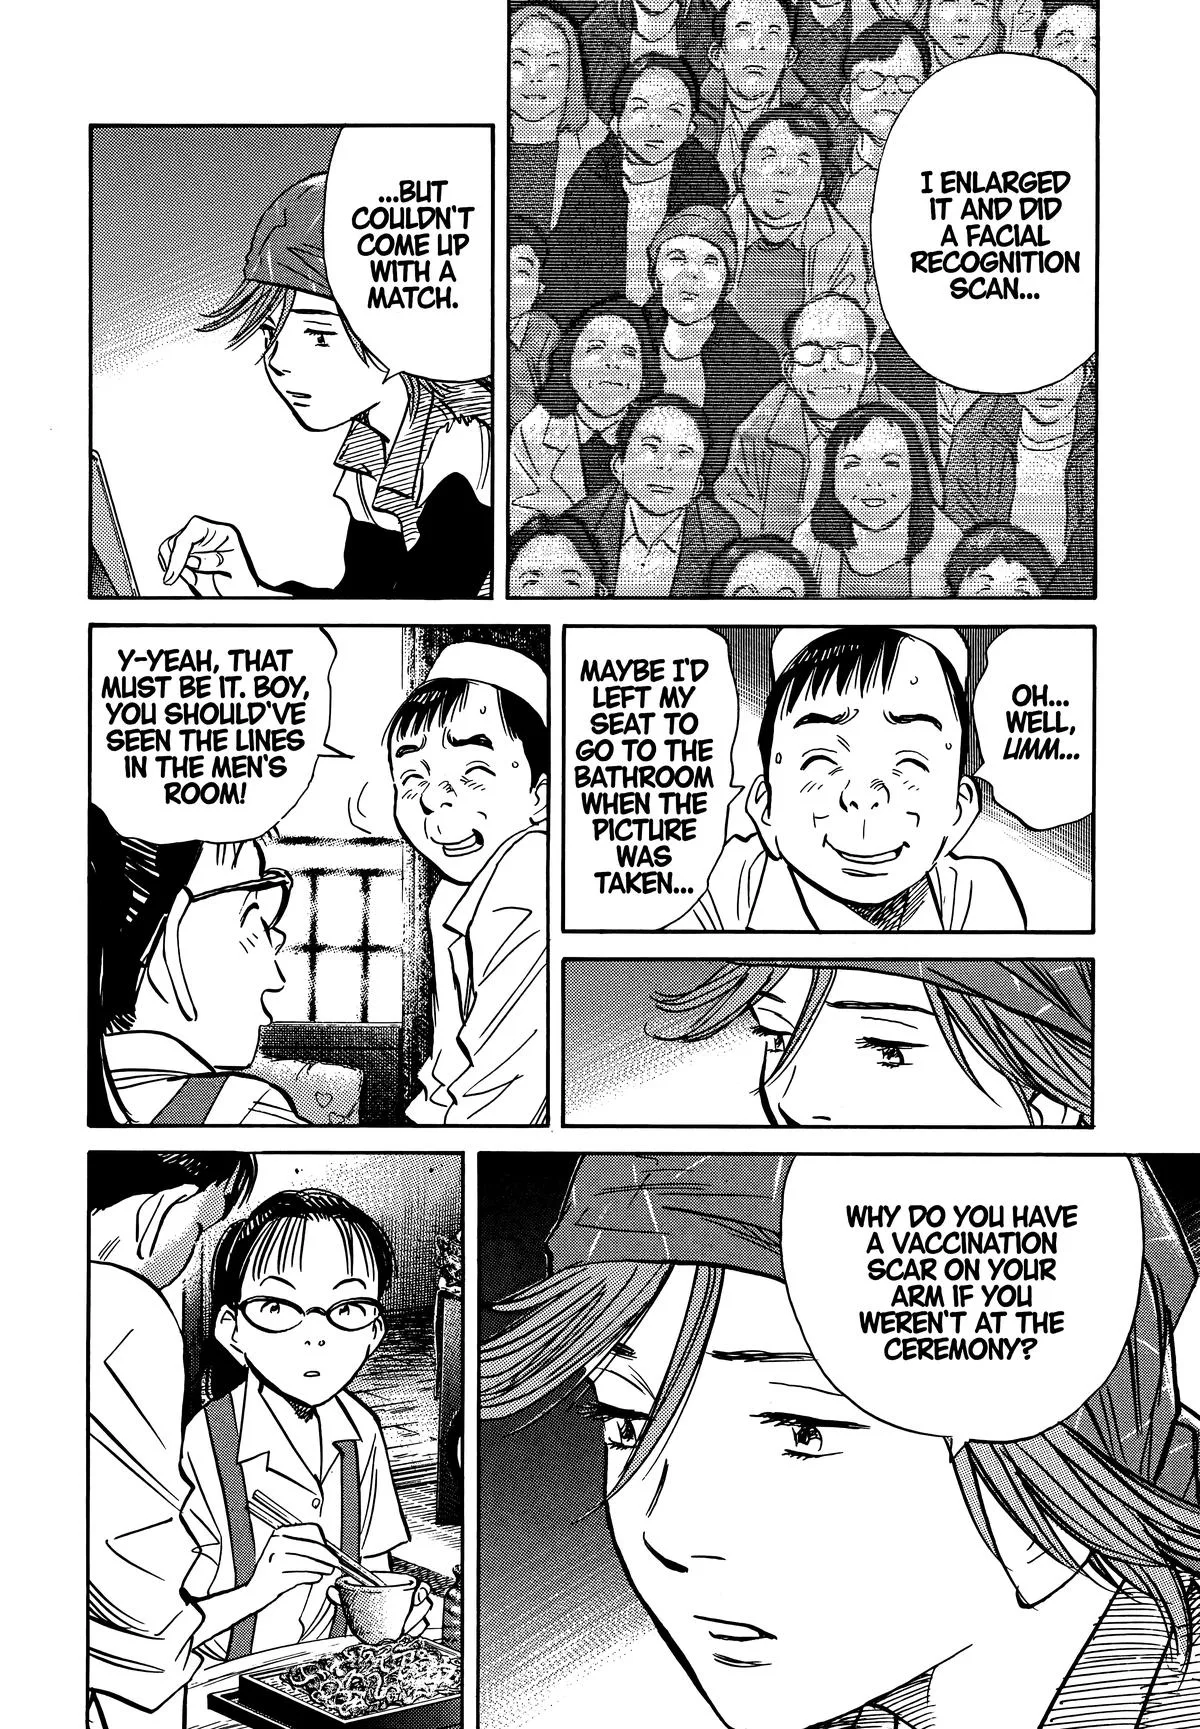 I ENLARGED
IT AND DID
A FACIAL
RECOGNITION
SCAN...
...BUT
COULDN'T
COME UP
WITH A
MATCH.
OH...
WELL,
UMM...
MAYBE I'D
LEFT MY
SEAT TO
GO TO THE
BATHROOM
WHEN THE
PICTURE
WAS
TAKEN...
Y-YEAH, THAT
MUST BE IT. BOY,
YOU SHOULD'VE
SEEN THE LINES
IN THE MEN'S
ROOM!
WHY DO YOU HAVE
A VACCINATION
SCAR ON YOUR
ARM IF YOU
WEREN'T AT THE
CEREMONY?